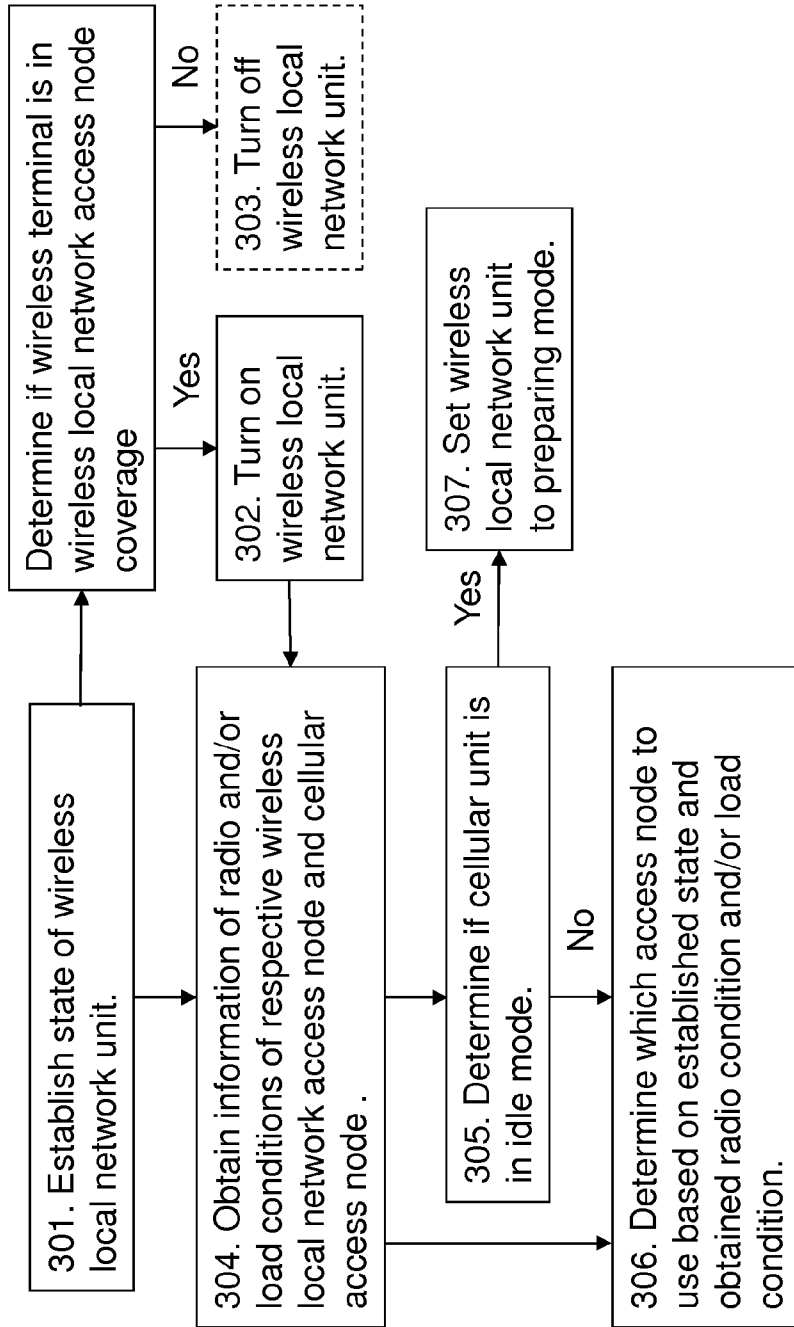 301. Establish state of wireless
local network unit.
Determine if wireless terminal is in
wireless local network access node
coverage
Yes
No
302. Turn on
wireless local
network unit.
303. Turn off
wireless local
network unit.
304. Obtain information of radio and/or
load conditions of respective wireless
local network access node and cellular
access node .
305. Determine if cellular unit is
in idle mode.
Yes
307. Set wireless
local network unit
to preparing mode.
No
306. Determine which access node to
use based on established state and
obtained radio condition and/or load
condition.